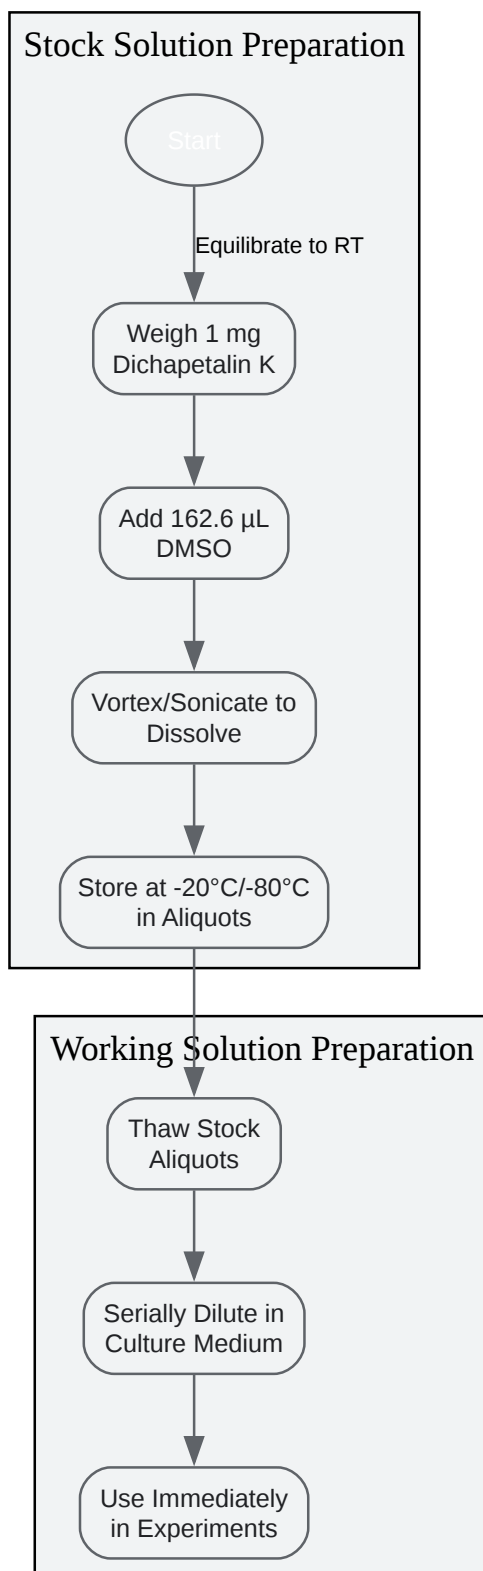 Stock Solution Preparation
Start
Equilibrate to RT
Weigh 1 mg
Dichapetalin K
Add 162.6 µL
DMSO
Vortex/Sonicate to
Dissolve
Store at -20°C/-80°C
in Aliquots
Working Solution Preparation
Thaw Stock
Aliquots
Serially Dilute in
Culture Medium
Use Immediately
in Experiments